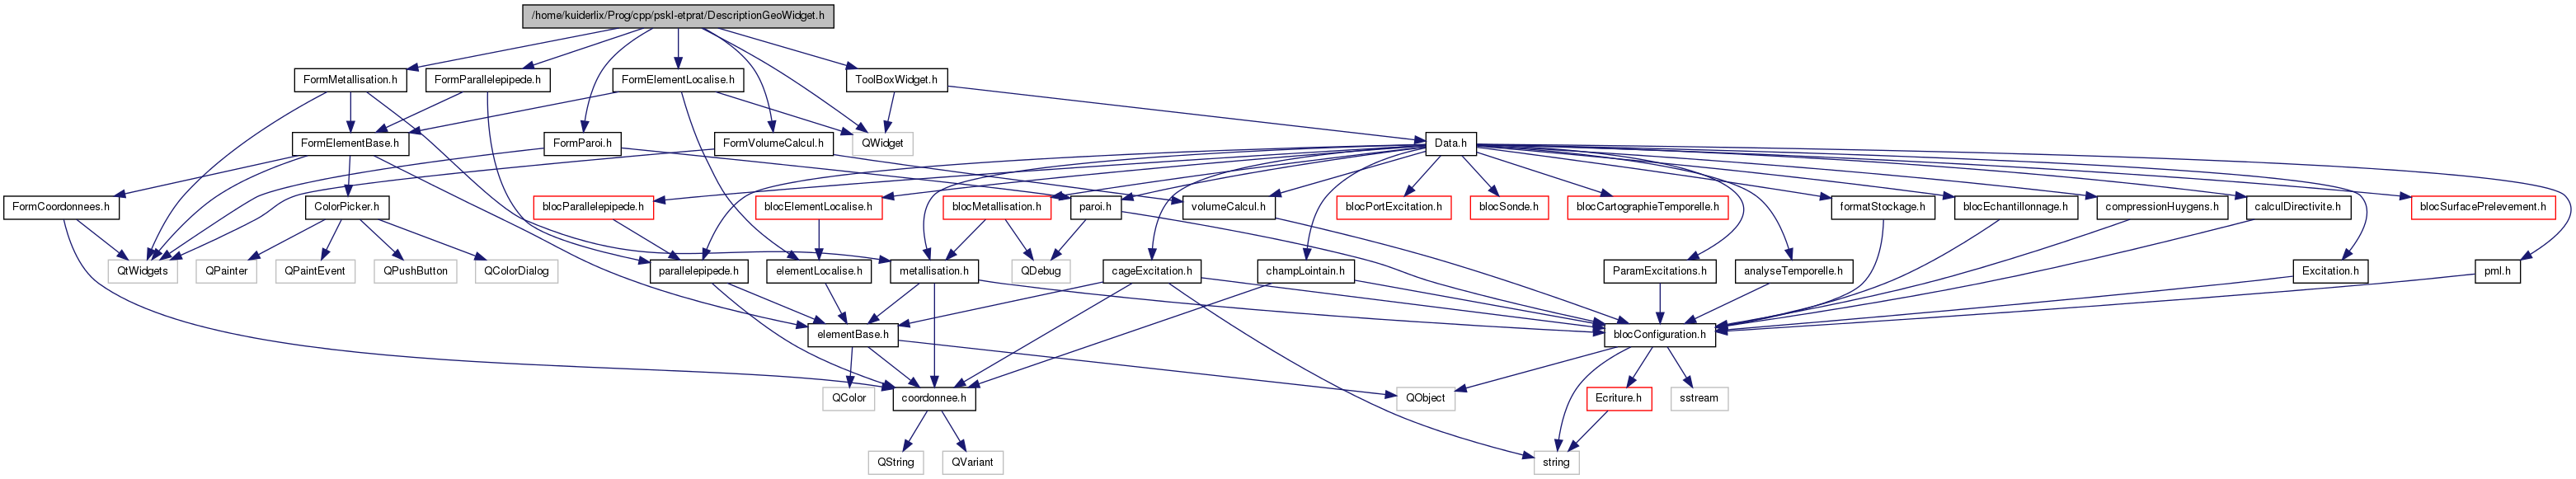 /home/kuiderlix/Prog/cpp/pskl-etprat/DescriptionGeoWidget.h
FormMetallisation.h
FormParallelepipede.h
FormElementLocalise.h
ToolBoxWidget.h
FormElementBase.h
FormParoi.h
FormVolumeCalcul.h
QWidget
Data.h
FormCoordonnees.h
ColorPicker.h
blocParallelepipede.h
blocElementLocalise.h
blocMetallisation.h
paroi.h
volumeCalcul.h
blocPortExcitation.h
blocSonde.h
blocCartographieTemporelle.h
formatStockage.h
blocEchantillonnage.h
compressionHuygens.h
calculDirectivite.h
blocSurfacePrelevement.h
QtWidgets
QPainter
QPaintEvent
QPushButton
QColorDialog
parallelepipede.h
elementLocalise.h
metallisation.h
QDebug
cageExcitation.h
champLointain.h
ParamExcitations.h
analyseTemporelle.h
Excitation.h
pml.h
elementBase.h
blocConfiguration.h
QColor
coordonnee.h
QObject
Ecriture.h
sstream
QString
QVariant
string